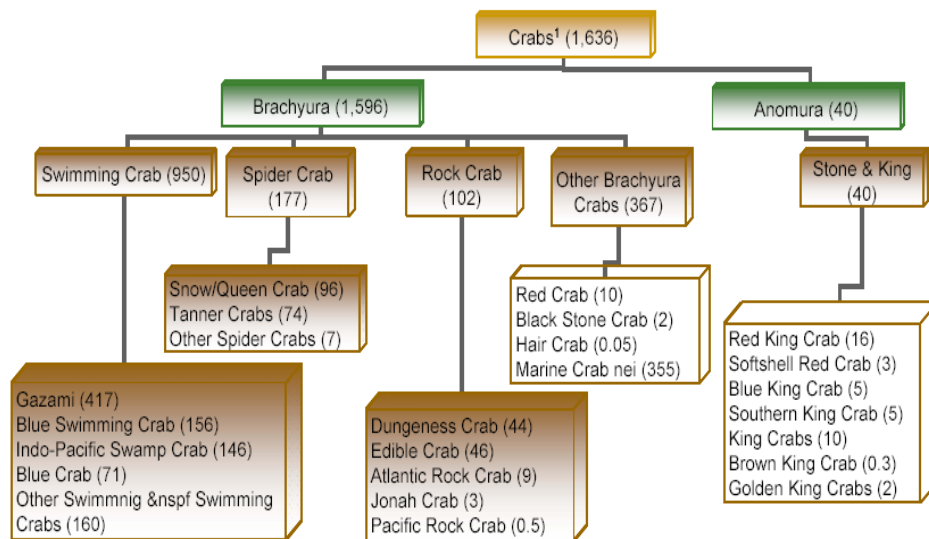 Crabs¹ (1,636)
Brachyura (1,596)
Anomura (40)
Swimming Crab (950)
Spider Crab
(177)
Rock Crab
(102)
Other Brachyura
Crabs (367)
Stone & King
(40)
Snow/Queen Crab (96)
Tanner Crabs (74)
Other Spider Crabs (7)
Red Crab (10)
Black Stone Crab (2)
Hair Crab (0.05)
Marine Crab nei (355)
Red King Crab (16)
Softshell Red Crab (3)
Blue King Crab (5)
Southern King Crab (5)
King Crabs (10)
Brown King Crab (0.3)
Golden King Crabs (2)
Gazami (417)
Blue Swimming Crab (156)
Indo-Pacific Swamp Crab (146)
Blue Crab (71)
Other Swimmnig &nspf Swimming
Crabs (160)
Dungeness Crab (44)
Edible Crab (46)
Atlantic Rock Crab (9)
Jonah Crab (3)
Pacific Rock Crab (0.5)